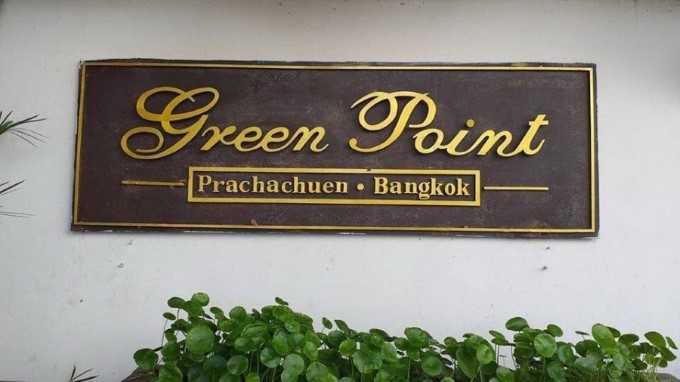 Green Point
Prachachuen • Bangkok